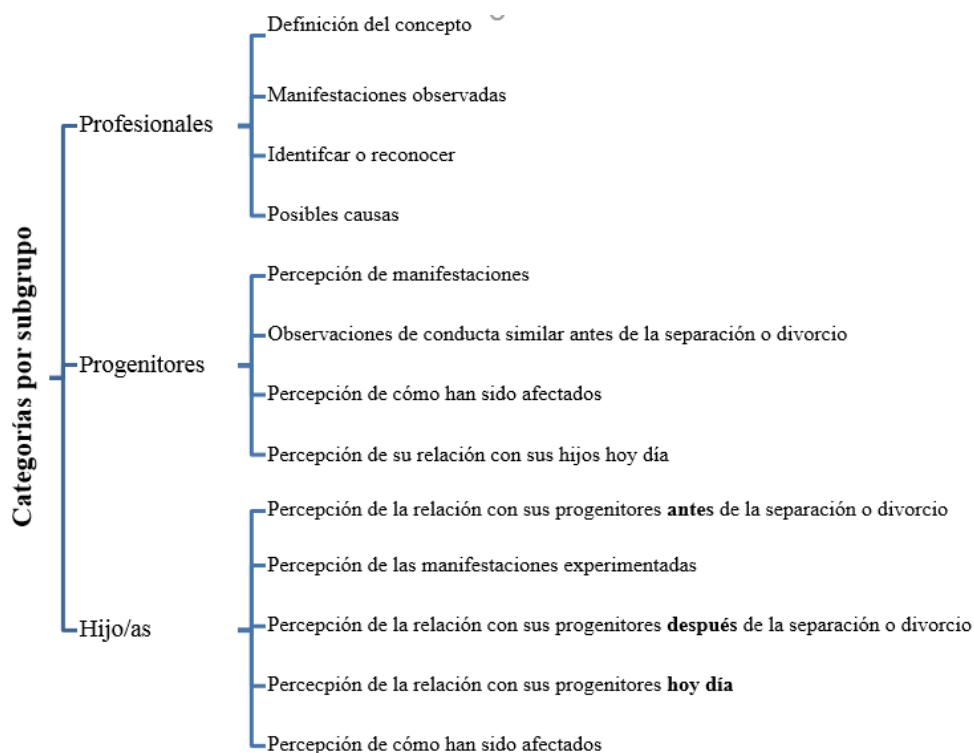 Categorías por subgrupo
Profesionales
Definición del concepto
Manifestaciones observadas
Identifcar o reconocer
Posibles causas
Progenitores
Percepción de manifestaciones
Observaciones de conducta similar antes de la separación o divorcio
Percepción de cómo han sido afectados
Percepción de su relación con sus hijos hoy día
Hijo/as
Percepción de la relación con sus progenitores antes de la separación o divorcio
Percepción de las manifestaciones experimentadas
Percepción de la relación con sus progenitores después de la separación o divorcio
Percecpión de la relación con sus progenitores hoy día
Percepción de cómo han sido afectados